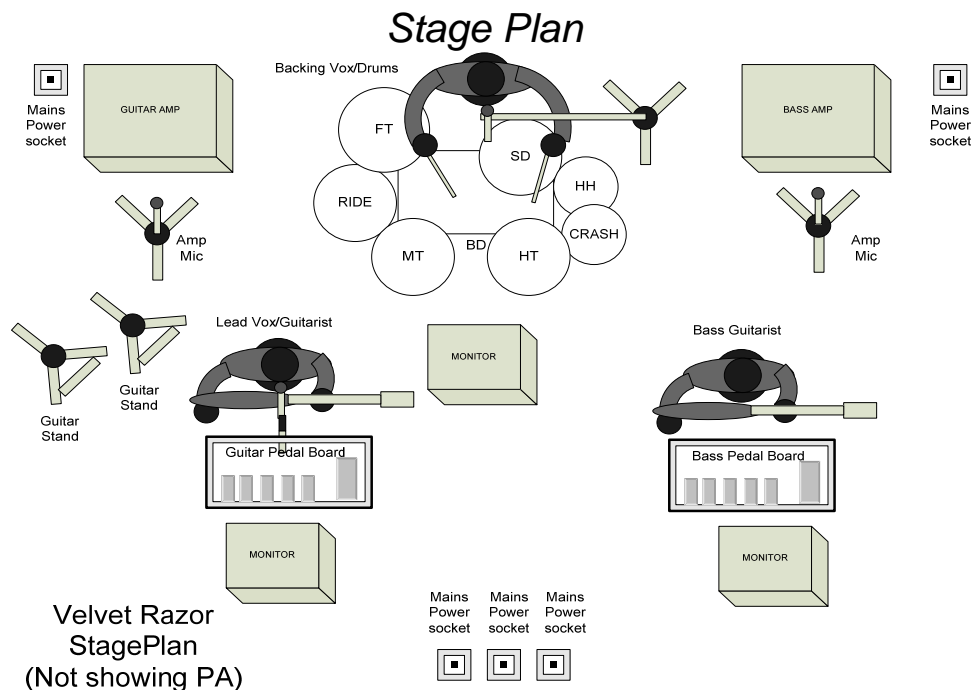 Stage Plan
Backing Vox/Drums
Mains
Power
socket
GUITAR AMP
BASS AMP
Mains
Power
socket
FT
SD
HH
RIDE
CRASH
BD
MT
HT
Amp
Mic
Amp
Mic
Lead Vox/Guitarist
Bass Guitarist
MONITOR
Guitar
Stand
Guitar
Stand
Guitar Pedal Board
Bass Pedal Board
MONITOR
MONITOR
Mains
Power
socket
Mains
Power
socket
Mains
Power
socket
Velvet Razor
StagePlan
(Not showing PA)